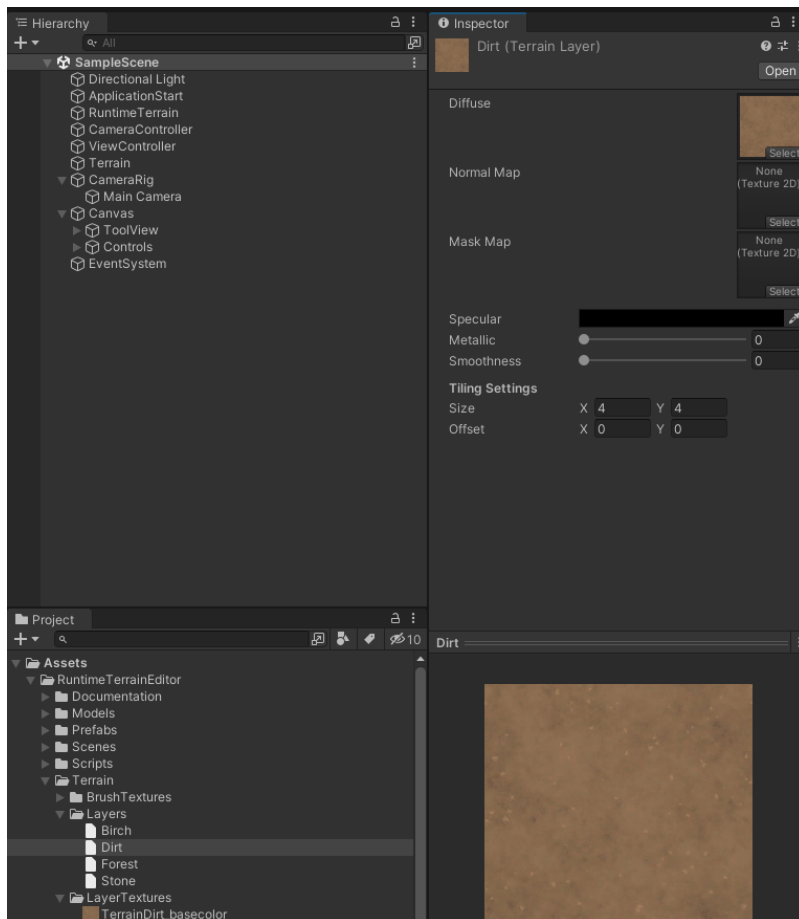 Hierarchy
All
SampleScene
Directional Light
ApplicationStart
RuntimeTerrain
CameraController
ViewController
Terrain
CameraRig
Main Camera
Canvas
ToolView
Controls
EventSystem
Inspector
Dirt (Terrain Layer)
Open
Diffuse
Select
Normal Map
None
(Texture 2D)
Select
Mask Map
None
(Texture 2D)
Select
Specular
Metallic 0
Smoothness 0
Tiling Settings
Size X 4 Y 4
Offset X 0 Y 0
Project
10
Assets
RuntimeTerrainEditor
Documentation
Models
Prefabs
Scenes
Scripts
Terrain
BrushTextures
Layers
Birch
Dirt
Forest
Stone
LayerTextures
TerrainDirt_basecolor
Dirt